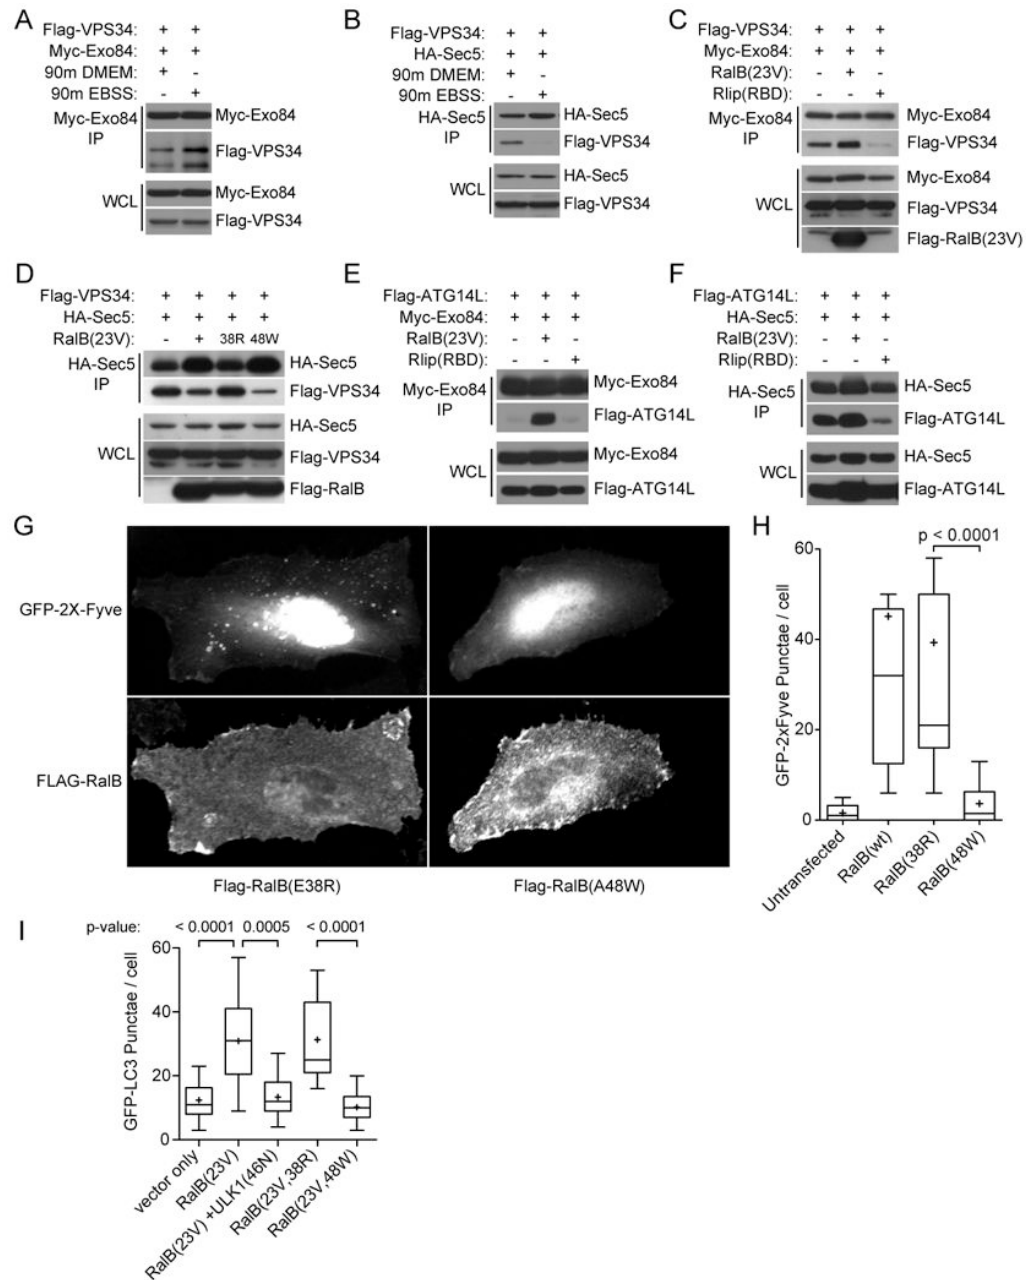 A
Flag-VPS34: + +
Myc-Exo84: + +
90m DMEM: + -
90m EBSS: - +
Myc-Exo84 IP
Myc-Exo84
Flag-VPS34
WCL
Myc-Exo84
Flag-VPS34
B
Flag-VPS34: + +
HA-Sec5: + +
90m DMEM: + -
90m EBSS: - +
HA-Sec5 IP
HA-Sec5
Flag-VPS34
WCL
HA-Sec5
Flag-VPS34
C
Flag-VPS34: + + +
Myc-Exo84: + + +
RalB(23V): - + -
Rlip(RBD): - - +
Myc-Exo84 IP
Myc-Exo84
Flag-VPS34
WCL
Myc-Exo84
Flag-VPS34
Flag-RalB(23V)
D
Flag-VPS34: + + + +
HA-Sec5: + + + +
RalB(23V): - + 38R 48W
HA-Sec5 IP
HA-Sec5
Flag-VPS34
WCL
HA-Sec5
Flag-VPS34
Flag-RalB
E
Flag-ATG14L: + + +
Myc-Exo84: + + +
RalB(23V): - + -
Rlip(RBD): - - +
Myc-Exo84 IP
Myc-Exo84
Flag-ATG14L
WCL
Myc-Exo84
Flag-ATG14L
F
Flag-ATG14L: + + +
HA-Sec5: + + +
RalB(23V): - + -
Rlip(RBD): - - +
HA-Sec5 IP
HA-Sec5
Flag-ATG14L
WCL
HA-Sec5
Flag-ATG14L
G
GFP-2X-Fyve
FLAG-RalB
Flag-RalB(E38R)
Flag-RalB(A48W)
H
p < 0.0001
GFP-2xFyve Punctae / cell
60
40
20
0
Untransfected
RalB(wt)
RalB(38R)
RalB(48W)
I
p-value: < 0.0001 0.0005 < 0.0001
GFP-LC3 Punctae / cell
60
40
20
0
vector only
RalB(23V)
RalB(23V) +ULK1(46N)
RalB(23V,38R)
RalB(23V,48W)